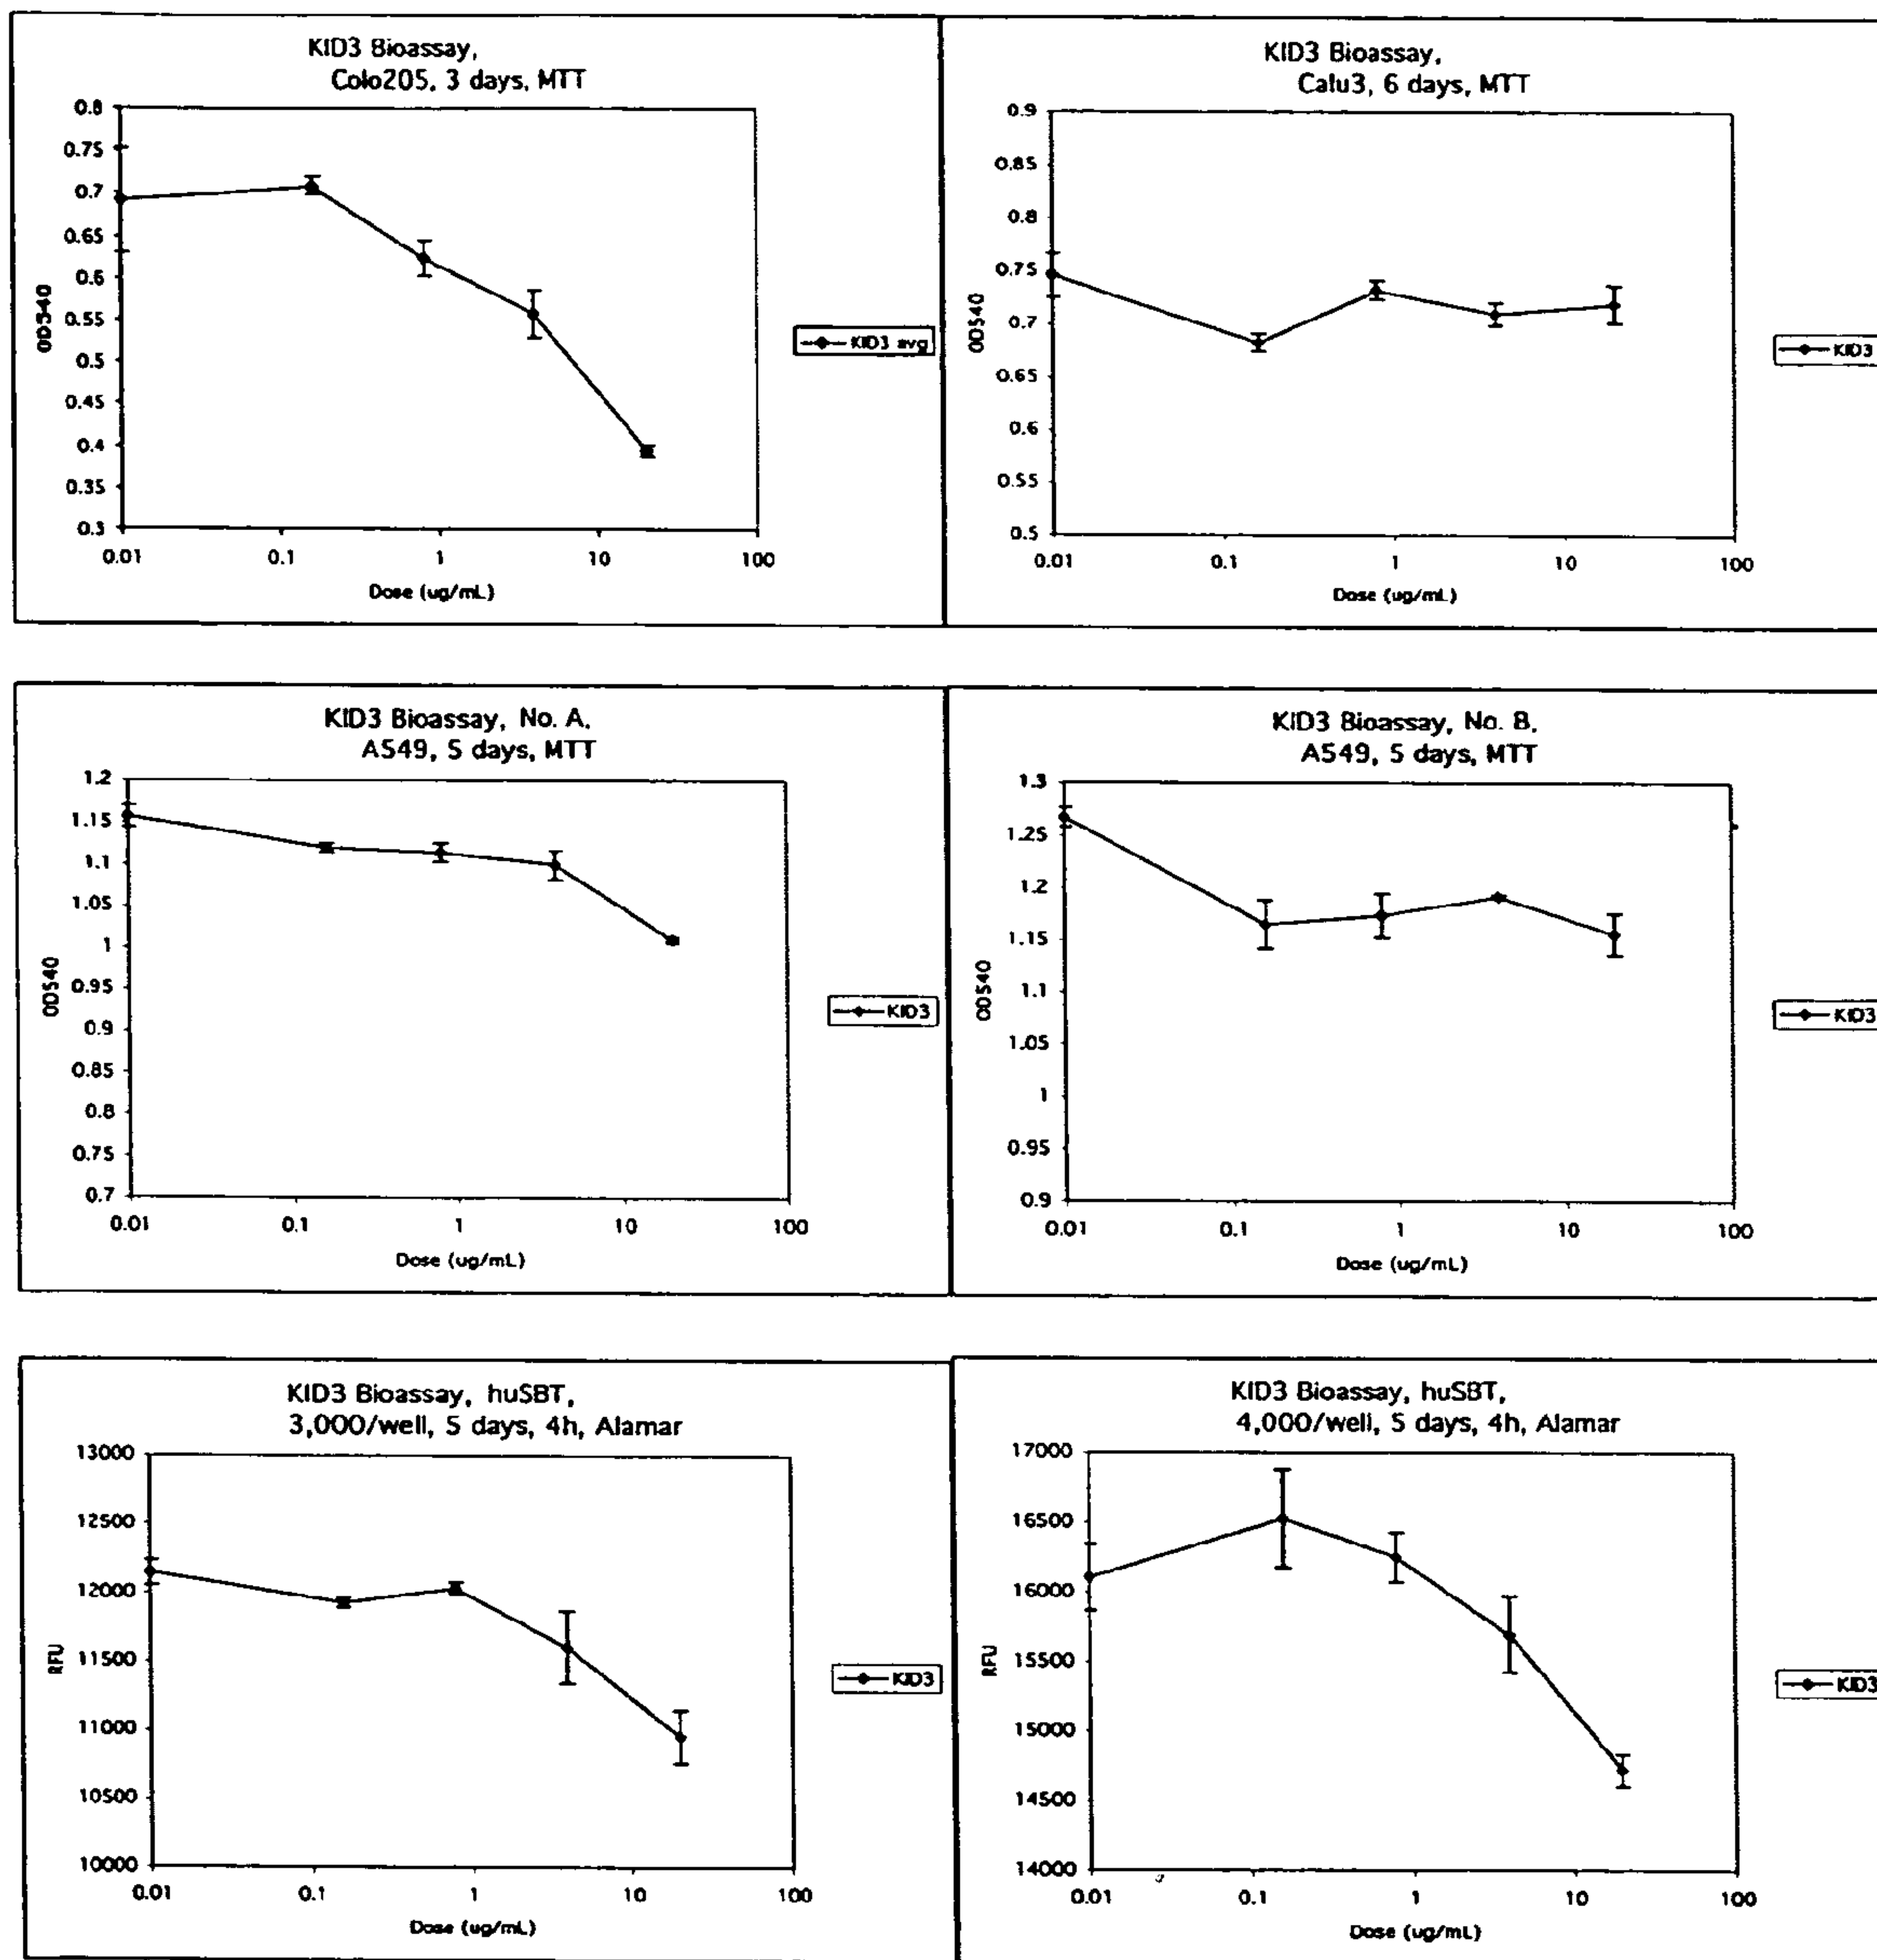 KID3 Bioassay,
Colo205, 3 days, MTT
0.8
0.75
0.7
0.65
0.6
0.55
0.5
0.45
0.4
0.35
0.3
OD540
0.01
0.1
1
10
100
Dose (ug/mL)
KID3 avg
KID3 Bioassay,
Calu3, 6 days, MTT
0.9
0.85
0.8
0.75
0.7
0.65
0.6
0.55
0.5
OD540
0.01
0.1
1
10
100
Dose (ug/mL)
KID3
KID3 Bioassay, No. A,
A549, 5 days, MTT
1.2
1.15
1.1
1.05
1
0.95
0.9
0.85
0.8
0.75
0.7
OD540
0.01
0.1
1
10
100
Dose (ug/mL)
KID3
KID3 Bioassay, No. B,
A549, 5 days, MTT
1.3
1.25
1.2
1.15
1.1
1.05
1
0.95
0.9
OD540
0.01
0.1
1
10
100
Dose (ug/mL)
KID3
KID3 Bioassay, huSBT,
3,000/well, 5 days, 4h, Alamar
13000
12500
12000
11500
11000
10500
10000
RFU
0.01
0.1
1
10
100
Dose (ug/mL)
KID3
KID3 Bioassay, huSBT,
4,000/well, 5 days, 4h, Alamar
17000
16500
16000
15500
15000
14500
14000
RFU
0.01
0.1
1
10
100
Dose (ug/mL)
KID3